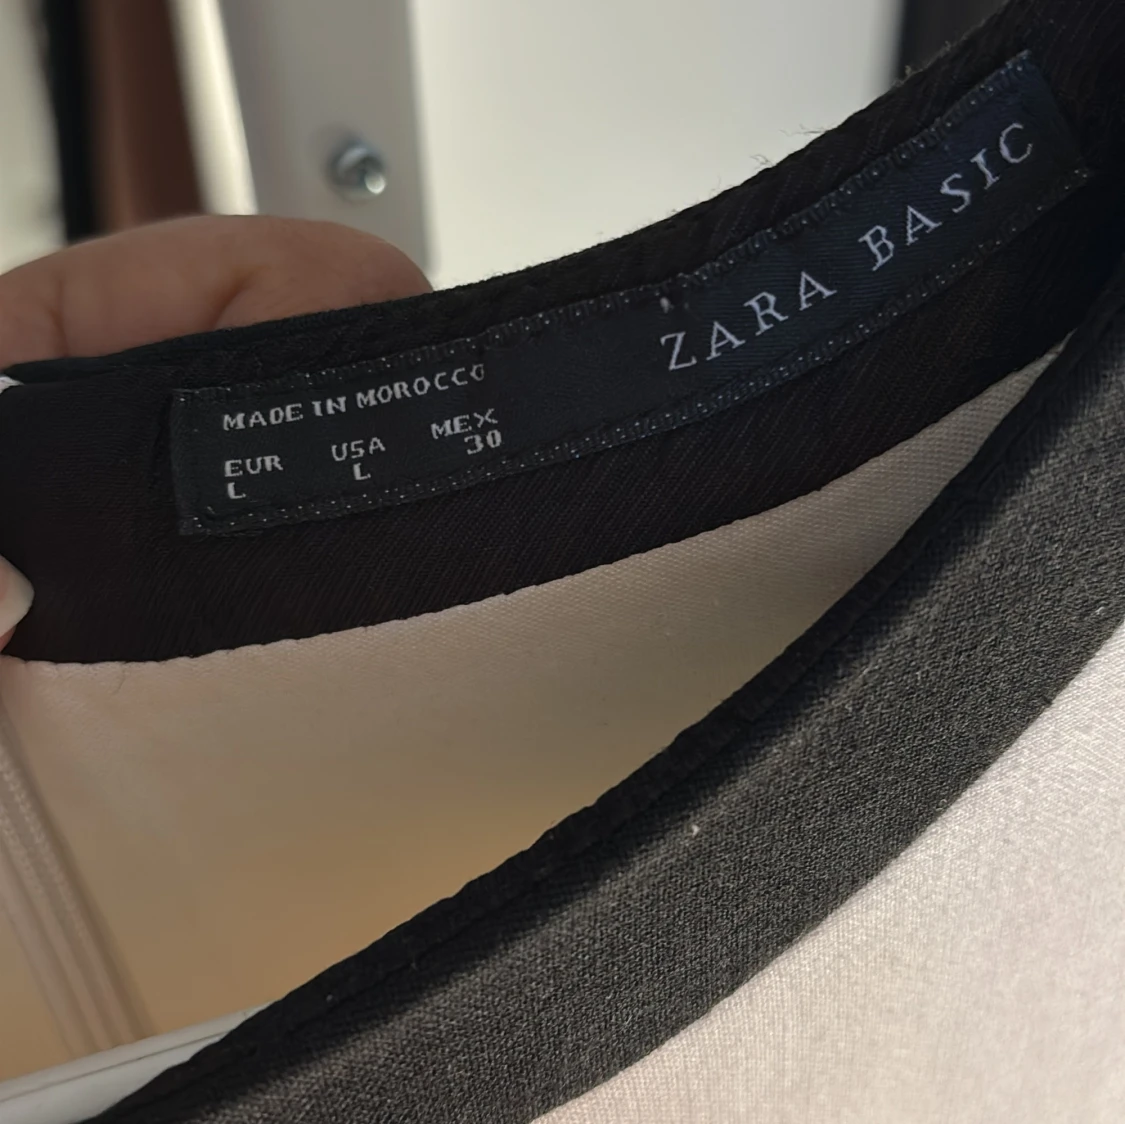 MADE IN MOROCCO
EUR USA MEX
L L 30
ZARA BASIC